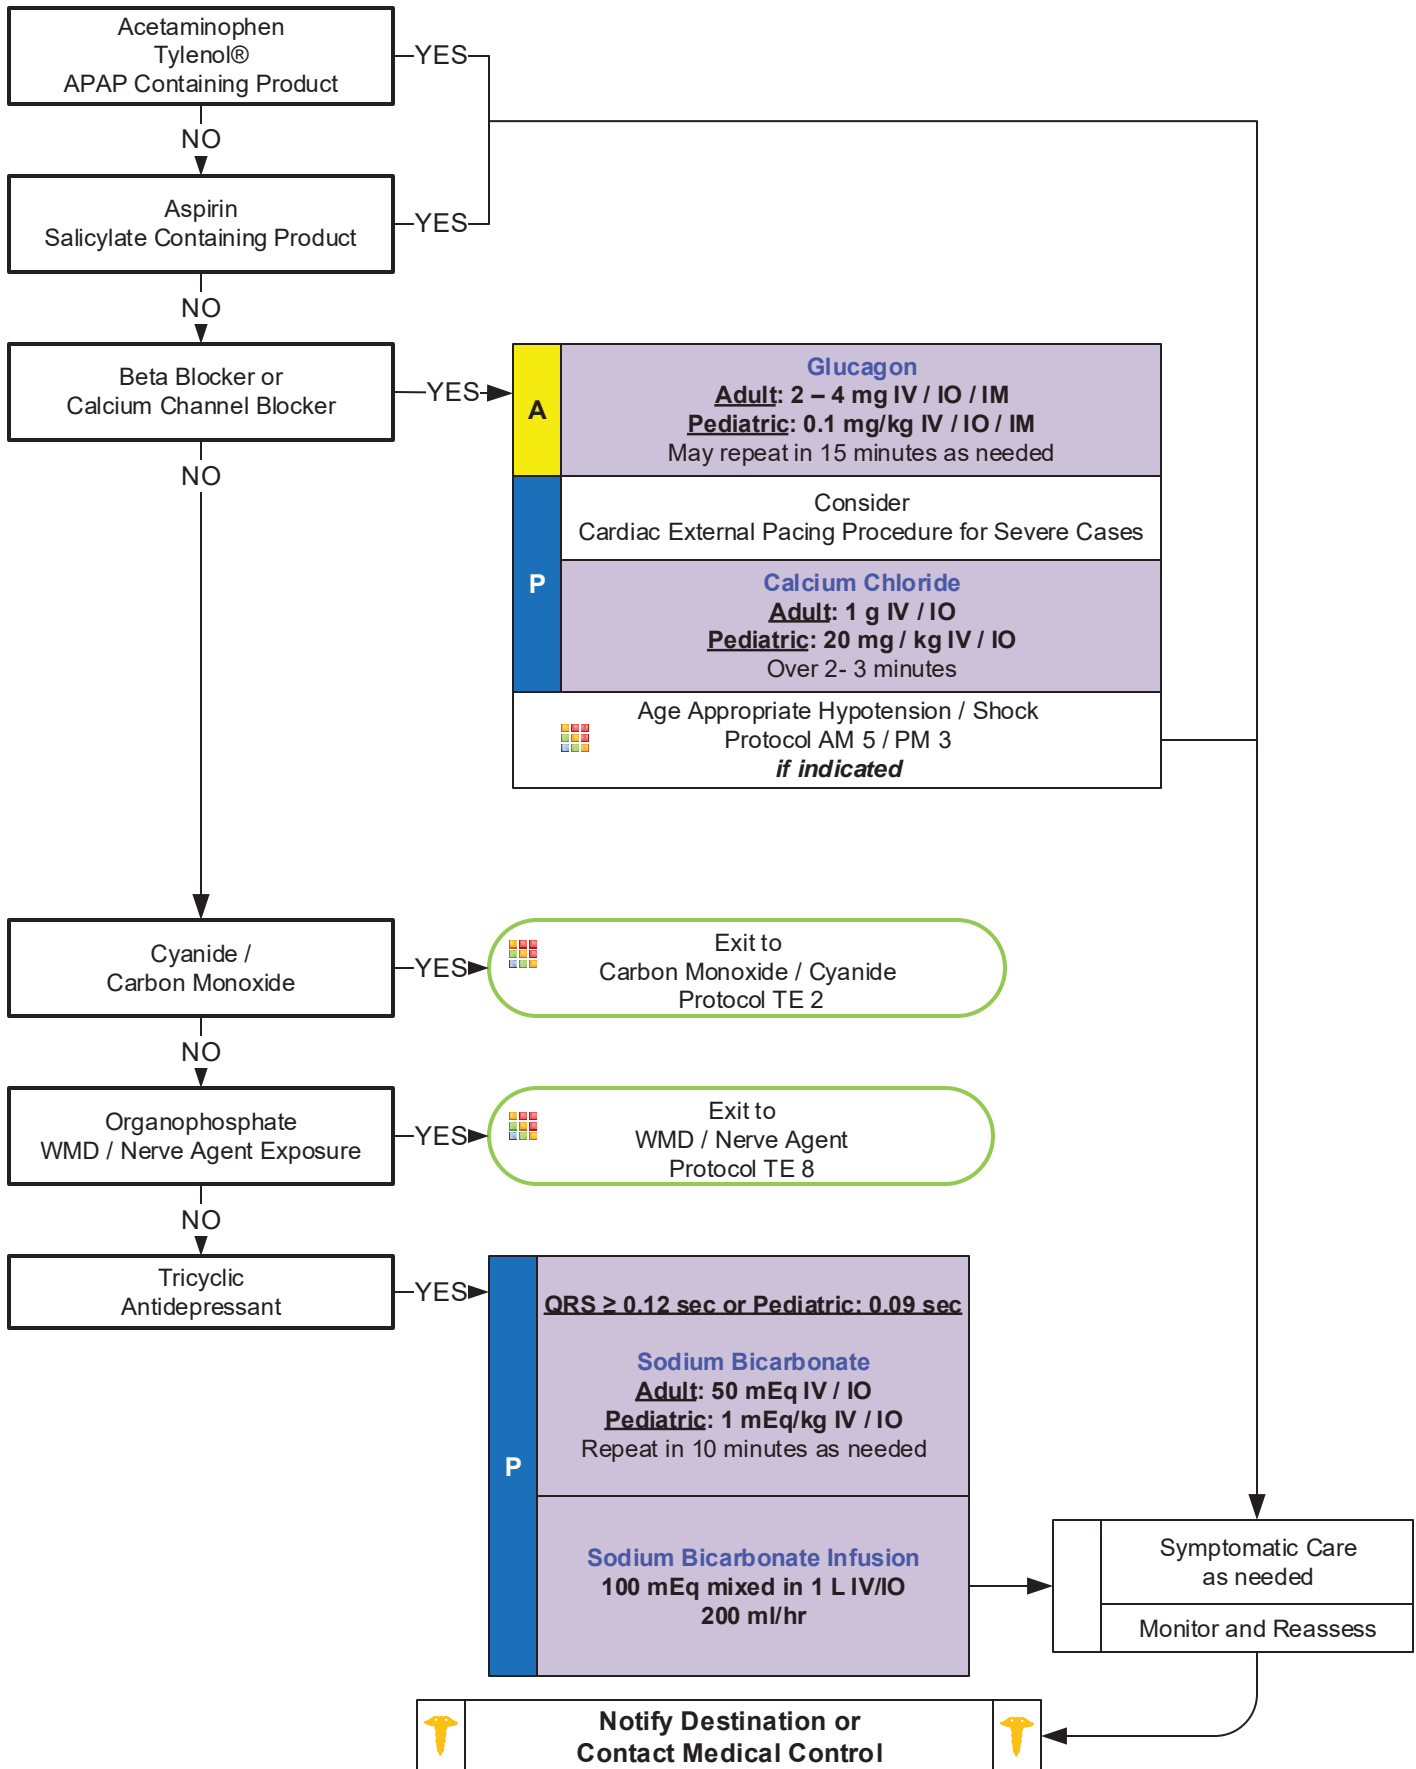 Acetaminophen
Tylenol®
APAP Containing Product
YES
NO
Aspirin
Salicylate Containing Product
YES
NO
Beta Blocker or
Calcium Channel Blocker
YES
NO
A
Glucagon
Adult: 2 – 4 mg IV / IO / IM
Pediatric: 0.1 mg/kg IV / IO / IM
May repeat in 15 minutes as needed
P
Consider
Cardiac External Pacing Procedure for Severe Cases
Calcium Chloride
Adult: 1 g IV / IO
Pediatric: 20 mg / kg IV / IO
Over 2- 3 minutes
Age Appropriate Hypotension / Shock
Protocol AM 5 / PM 3
if indicated
Cyanide /
Carbon Monoxide
YES
Exit to
Carbon Monoxide / Cyanide
Protocol TE 2
NO
Organophosphate
WMD / Nerve Agent Exposure
YES
Exit to
WMD / Nerve Agent
Protocol TE 8
NO
Tricyclic
Antidepressant
YES
P
QRS ≥ 0.12 sec or Pediatric: 0.09 sec
Sodium Bicarbonate
Adult: 50 mEq IV / IO
Pediatric: 1 mEq/kg IV / IO
Repeat in 10 minutes as needed
Sodium Bicarbonate Infusion
100 mEq mixed in 1 L IV/IO
200 ml/hr
Symptomatic Care
as needed
Monitor and Reassess
Notify Destination or
Contact Medical Control